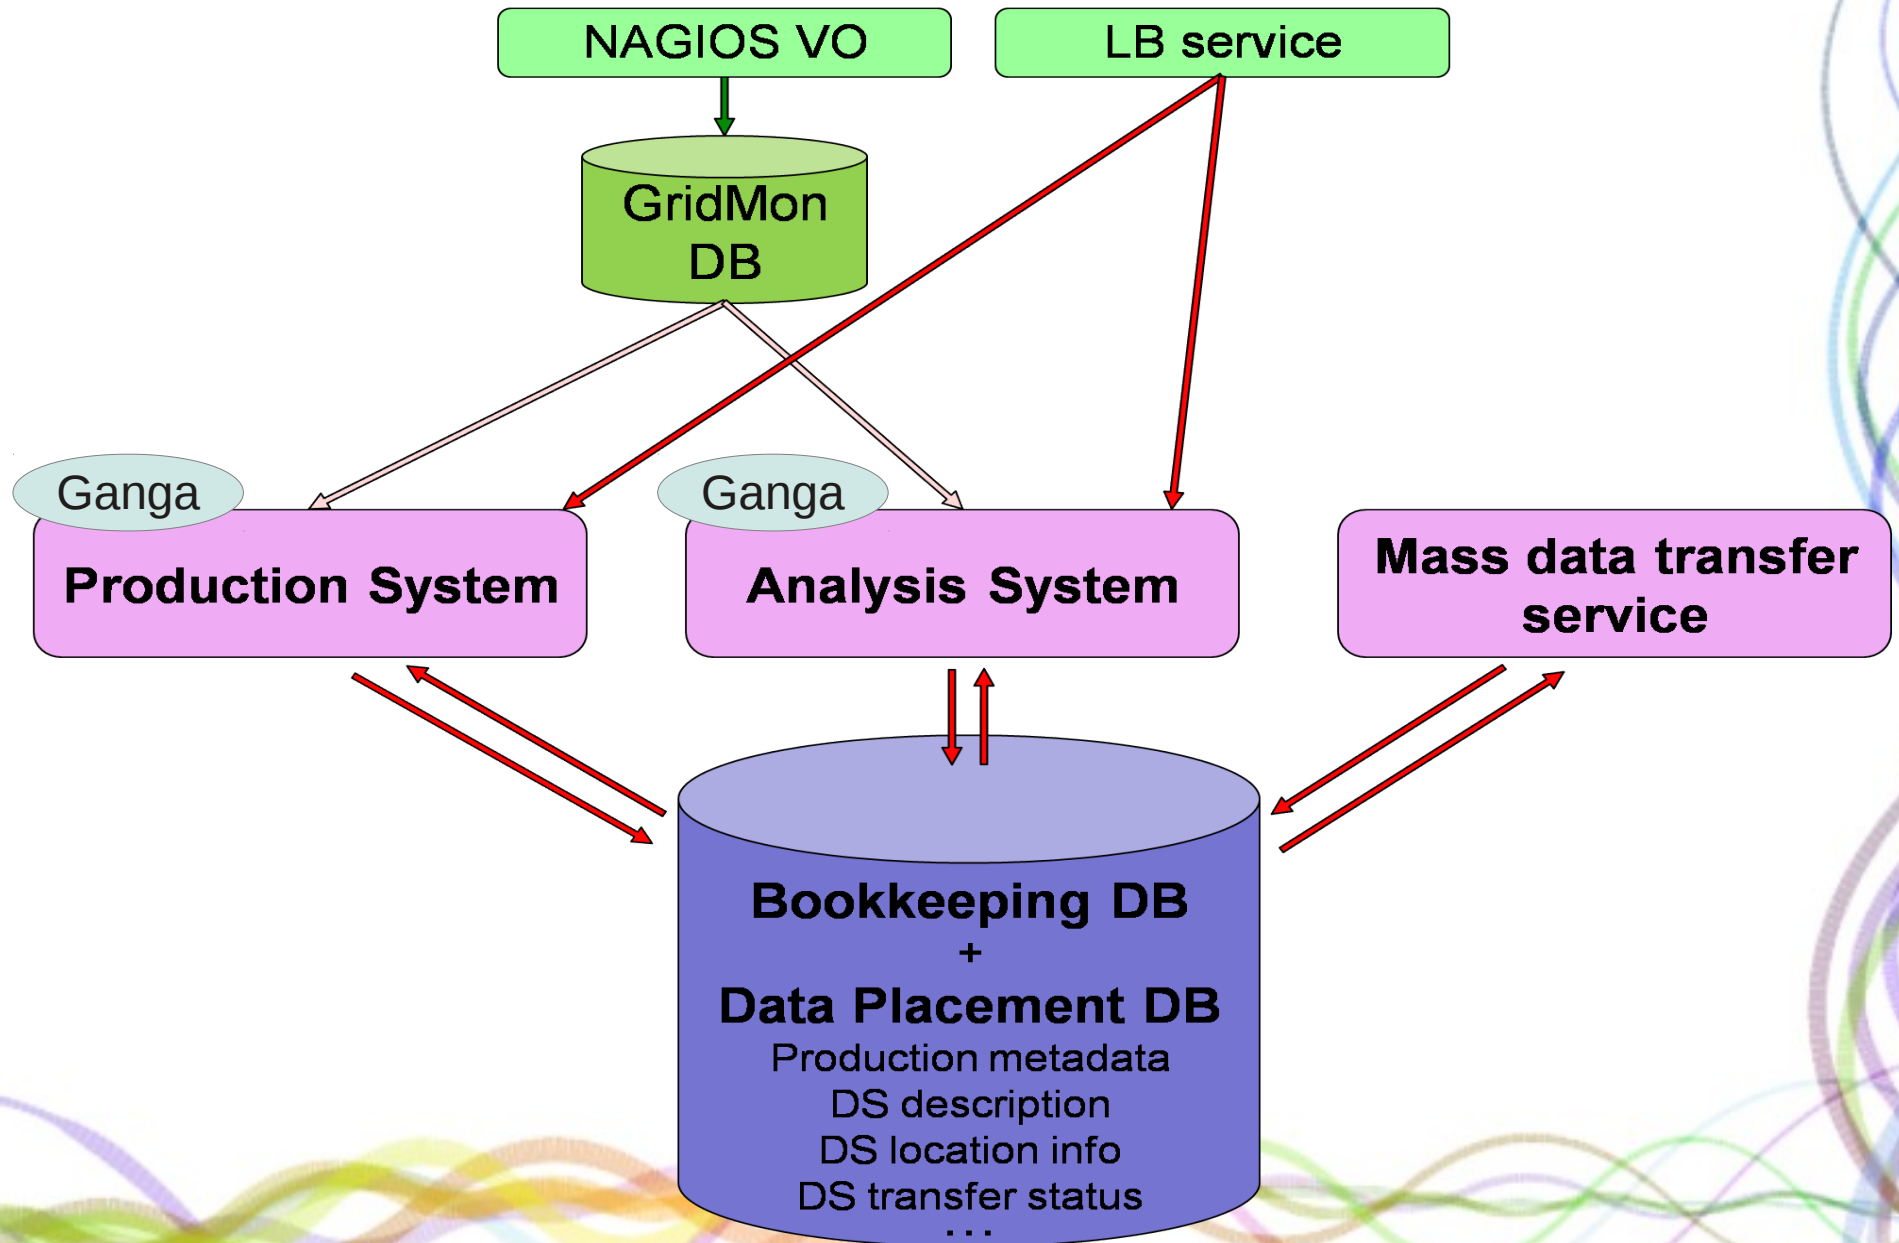 NAGIOS VO
LB service
GridMon
DB
Ganga
Ganga
Production System
Analysis System
Mass data transfer
service
Bookkeeping DB
+
Data Placement DB
Production metadata
DS description
DS location info
DS transfer status
...